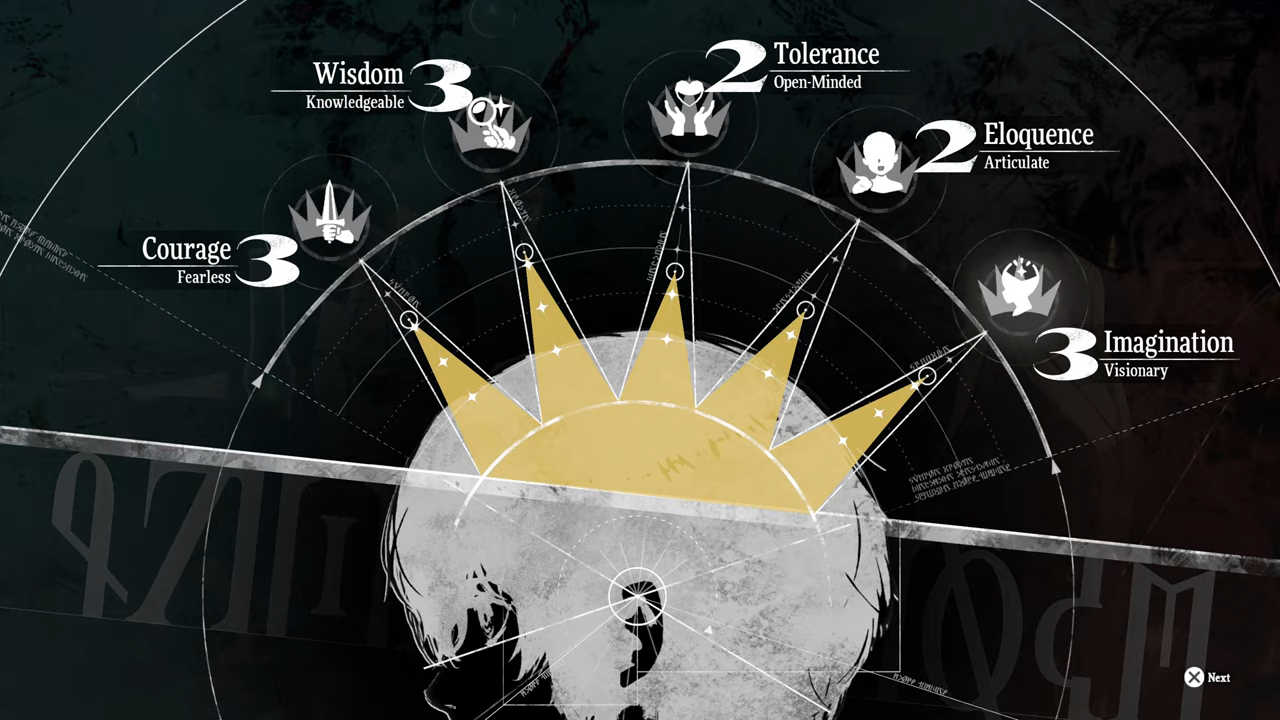 Courage
3
Fearless
Wisdom
3
Knowledgeable
2
Tolerance
Open-Minded
2
Eloquence
Articulate
3
Imagination
Visionary
Next